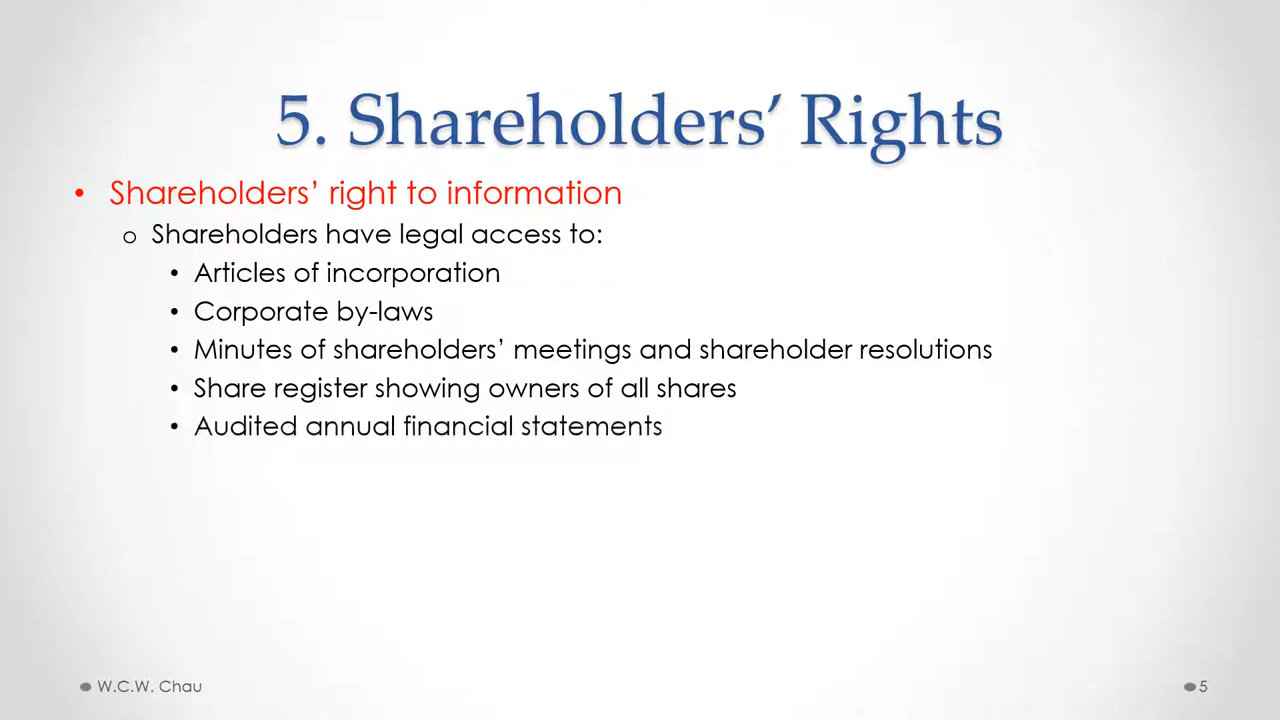 5. Shareholders’ Rights
• Shareholders’ right to information
o Shareholders have legal access to:
• Articles of incorporation
• Corporate by-laws
• Minutes of shareholders’ meetings and shareholder resolutions
• Share register showing owners of all shares
• Audited annual financial statements
W.C.W. Chau
5